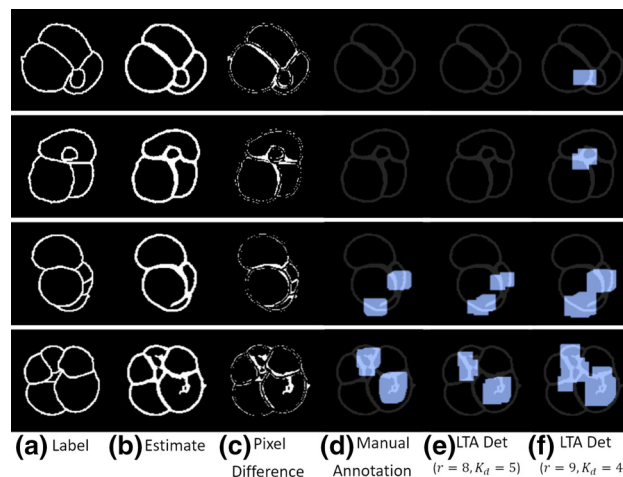 (a) Label (b) Estimate (c) Pixel (d) Manual (e) LTA Det (f) LTA Det
Difference Annotation (r = 8, K_d = 5) (r = 9, K_d = 4